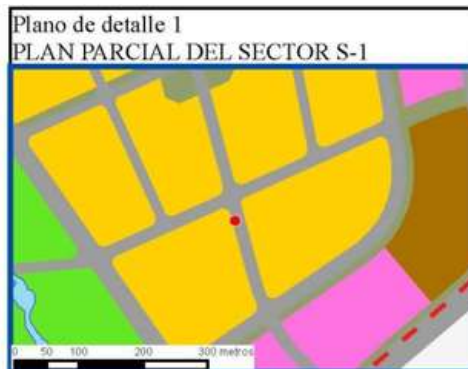 Plano de detalle 1
PLAN PARCIAL DEL SECTOR S-1
0 50 100 200 300 metros